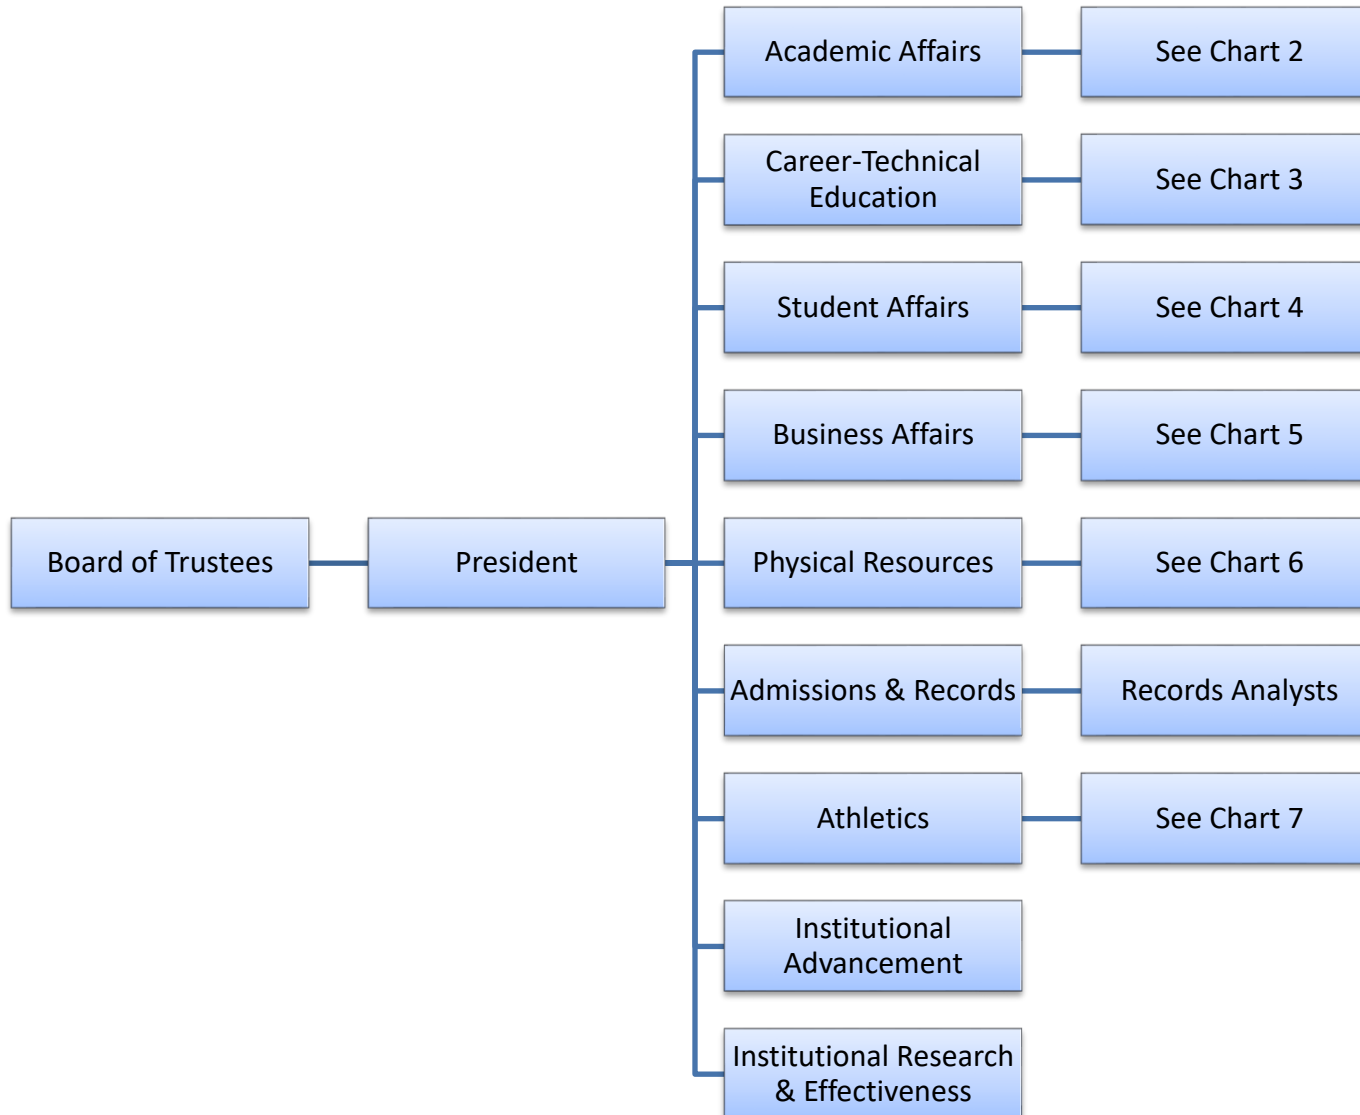 Academic Affairs
See Chart 2
Career-Technical
Education
See Chart 3
Student Affairs
See Chart 4
Business Affairs
See Chart 5
Board of Trustees
President
Physical Resources
See Chart 6
Admissions & Records
Records Analysts
Athletics
See Chart 7
Institutional
Advancement
Institutional Research
& Effectiveness